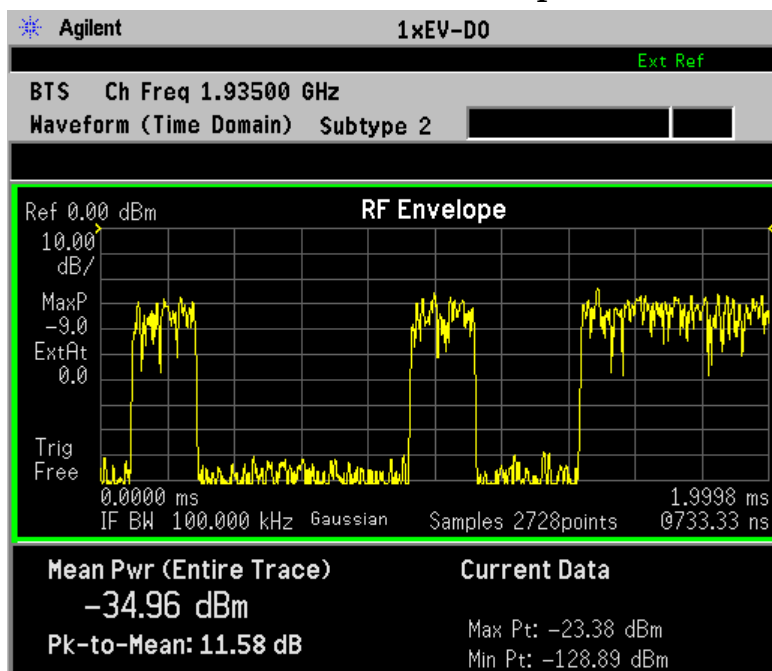 Agilent 1xEV-DO
Ext Ref
BTS Ch Freq 1.93500 GHz
Waveform (Time Domain) Subtype 2
Ref 0.00 dBm RF Envelope
10.00
dB/
MaxP
-9.0
ExtAt
0.0
Trig
Free
0.0000 ms 1.9998 ms
IF BW 100.000 kHz Gaussian Samples 2728points @733.33 ns
Mean Pwr (Entire Trace) Current Data
-34.96 dBm
Max Pt: -23.38 dBm
Pk-to-Mean: 11.58 dB
Min Pt: -128.89 dBm